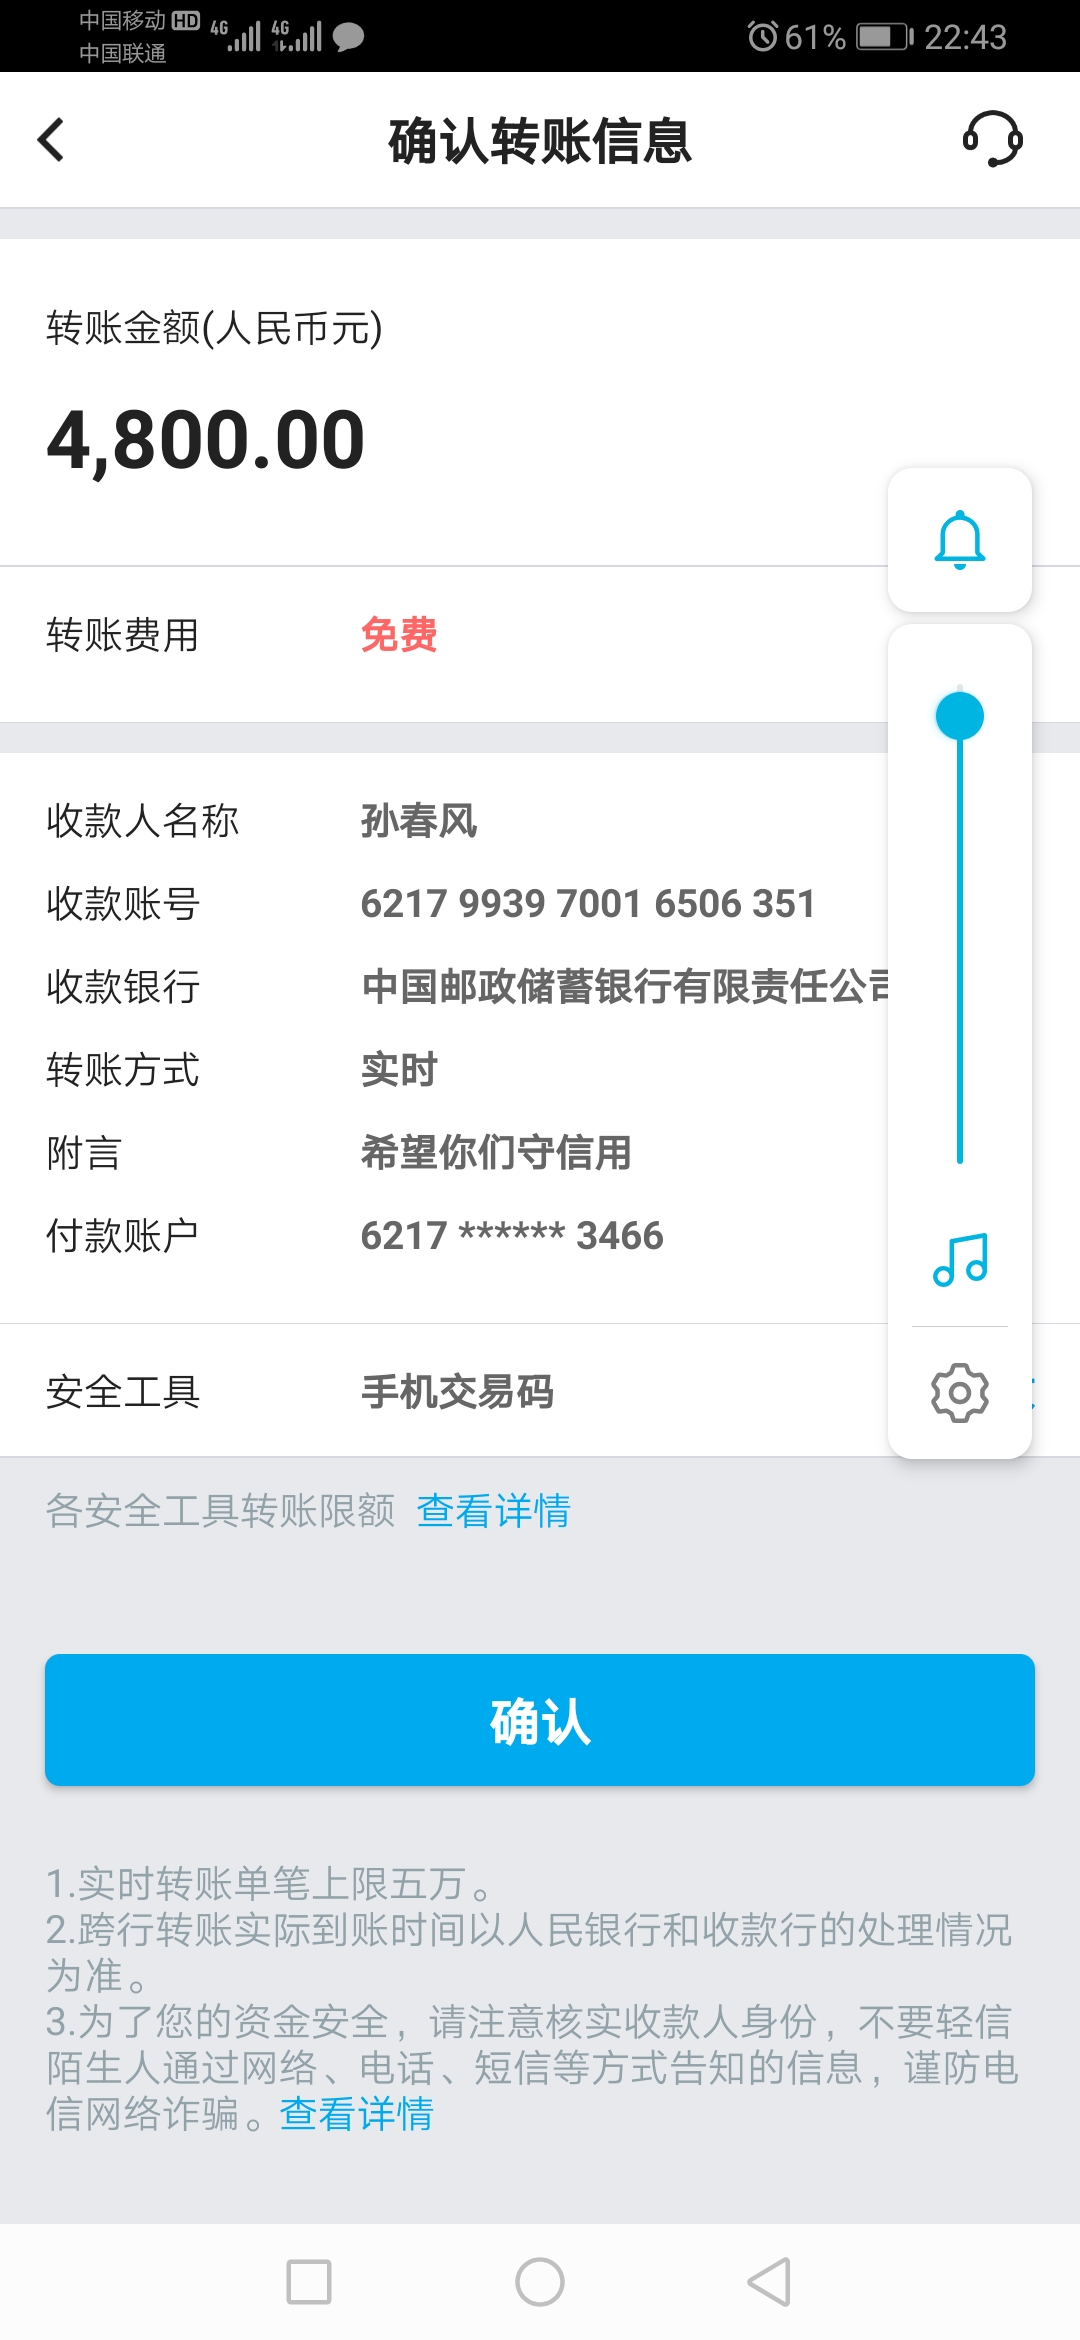 中国移动 HD 4G 4G 61% 22:43
中国联通
确认转账信息
转账金额(人民币元)
4,800.00
转账费用 免费
收款人名称 孙春风
收款账号 6217 9939 7001 6506 351
收款银行 中国邮政储蓄银行有限责任公司
转账方式 实时
附言 希望你们守信用
付款账户 6217 ****** 3466
安全工具 手机交易码
各安全工具转账限额 查看详情
确认
1.实时转账单笔上限五万。
2.跨行转账实际到账时间以人民银行和收款行的处理情况
为准。
3.为了您的资金安全，请注意核实收款人身份，不要轻信
陌生人通过网络、电话、短信等方式告知的信息，谨防电
信网络诈骗。查看详情